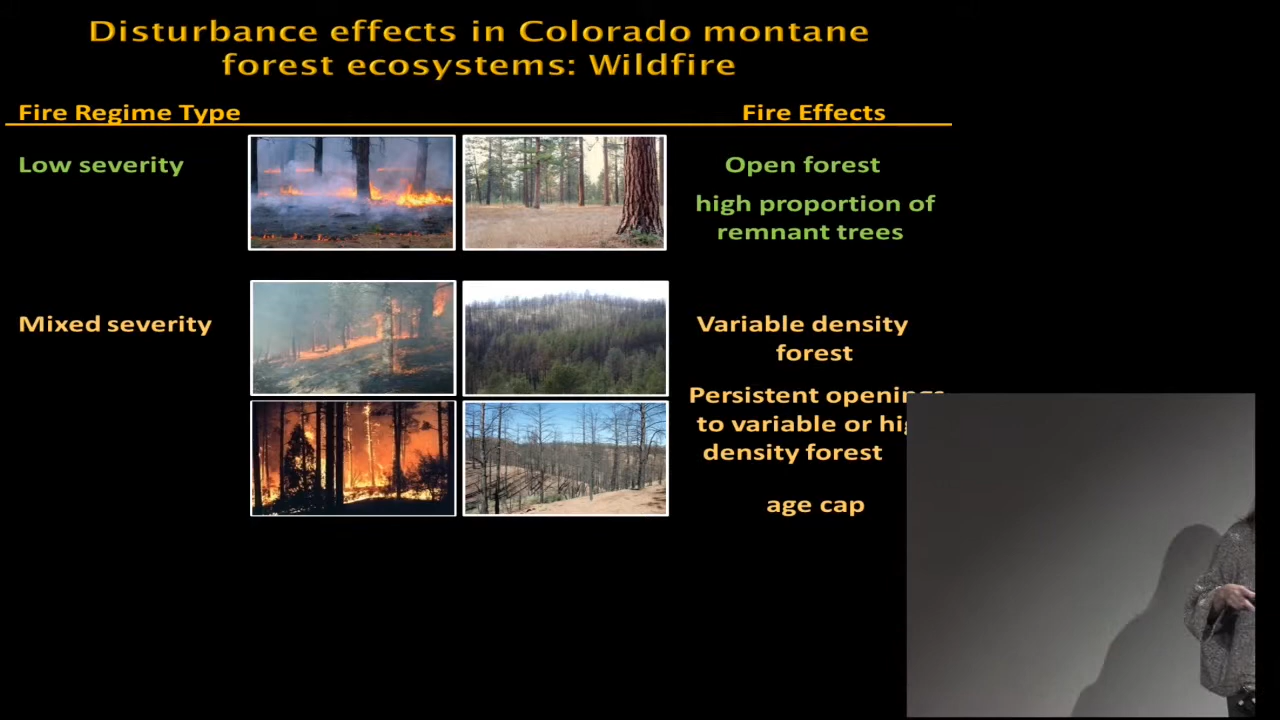 Disturbance effects in Colorado montane
forest ecosystems: Wildfire
Fire Regime Type
Fire Effects
Low severity
Open forest
high proportion of
remnant trees
Mixed severity
Variable density
forest
Persistent
to variable or
density forest
age cap